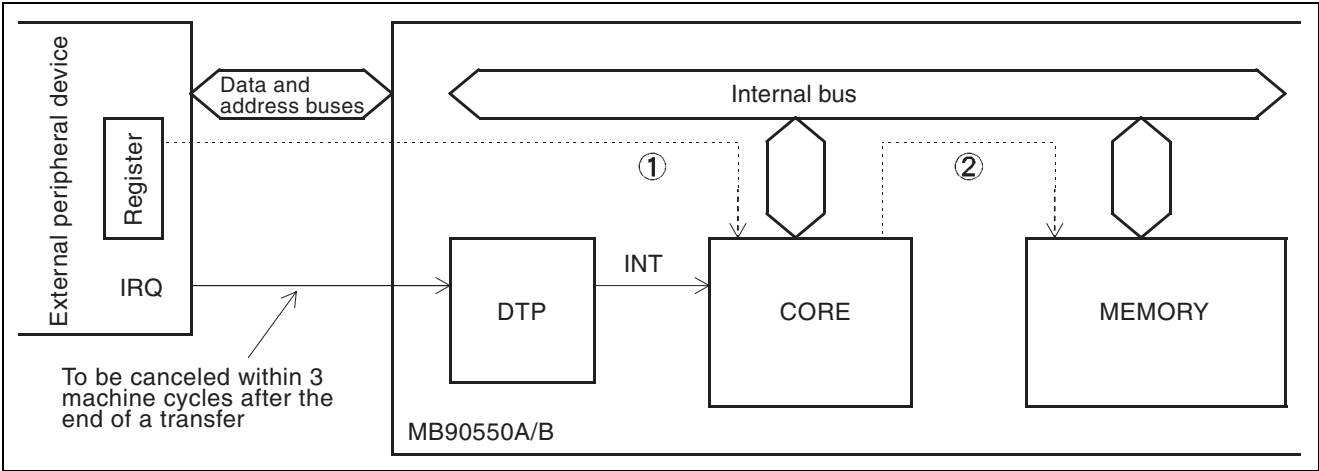 External peripheral device
Data and
address buses
Internal bus
Register
①
②
IRQ
INT
DTP
CORE
MEMORY
To be canceled within 3
machine cycles after the
end of a transfer
MB90550A/B